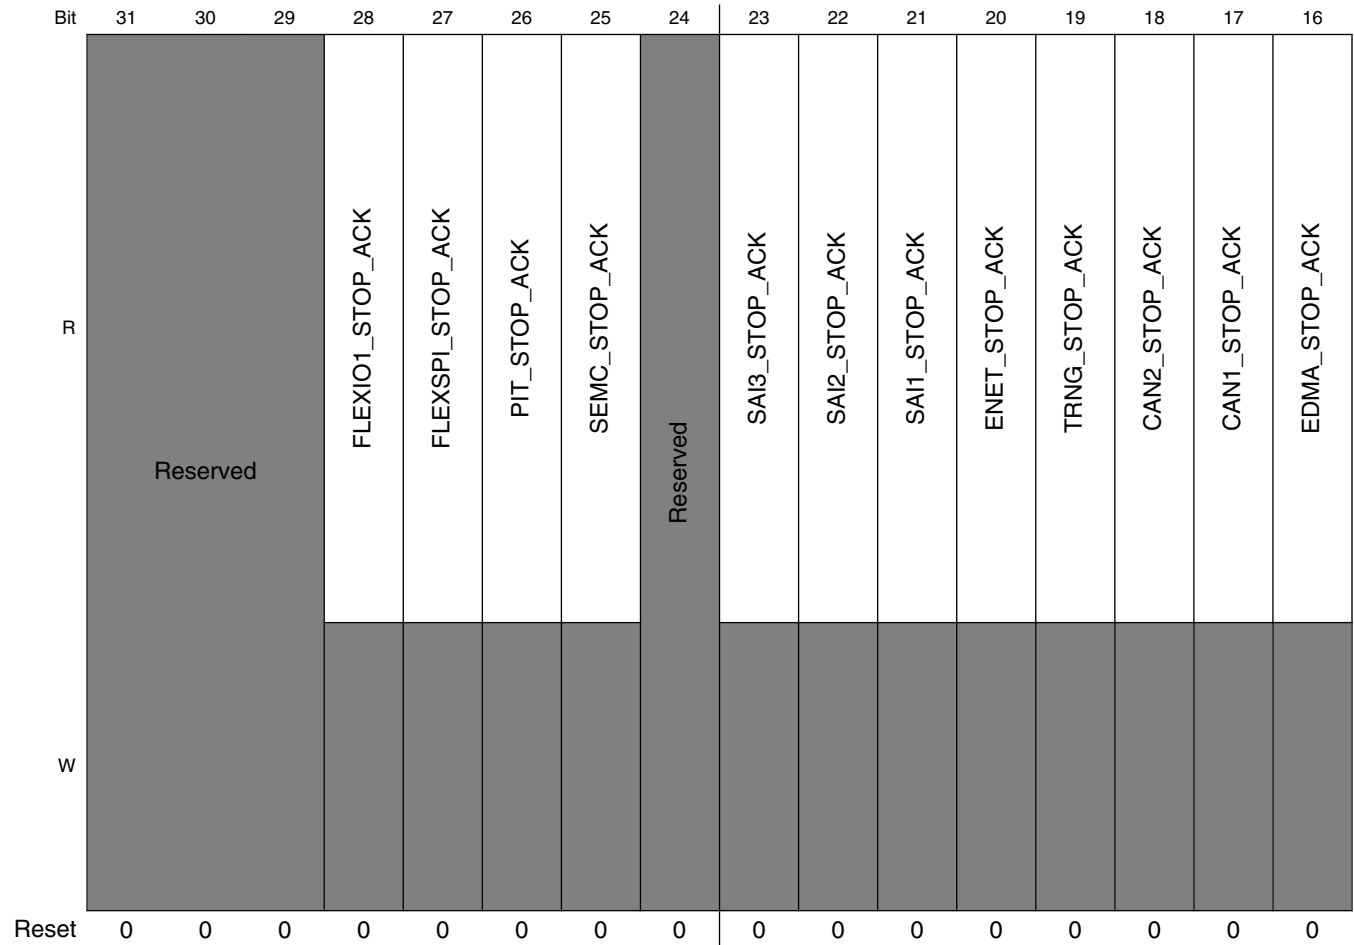 Bit 31 30 29 28 27 26 25 24 23 22 21 20 19 18 17 16
R
Reserved
FLEXIO1_STOP_ACK
FLEXSPI_STOP_ACK
PIT_STOP_ACK
SEMC_STOP_ACK
Reserved
SAI3_STOP_ACK
SAI2_STOP_ACK
SAI1_STOP_ACK
ENET_STOP_ACK
TRNG_STOP_ACK
CAN2_STOP_ACK
CAN1_STOP_ACK
EDMA_STOP_ACK
W
Reset 0 0 0 0 0 0 0 0 0 0 0 0 0 0 0 0